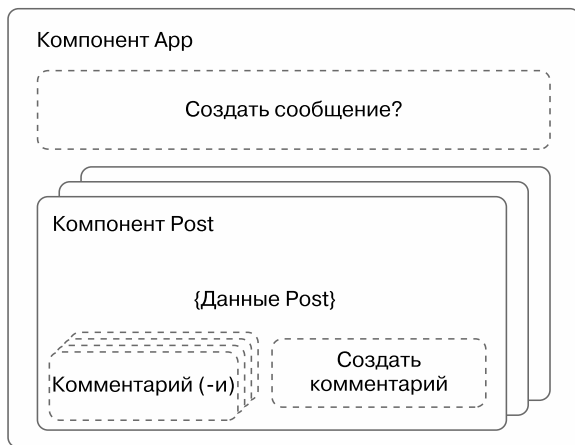 Компонент App
Создать сообщение?
Компонент Post
{Данные Post}
Комментарий (-и)
Создать
комментарий